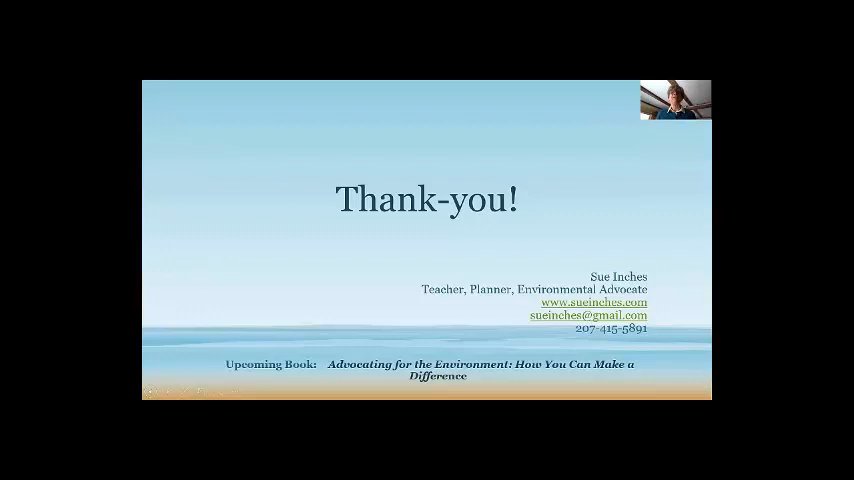 Thank-you!
Sue Inches
Teacher, Planner, Environmental Advocate
www.sueinches.com
sueinches@gmail.com
207-415-5891
Upcoming Book: Advocating for the Environment: How You Can Make a
Difference